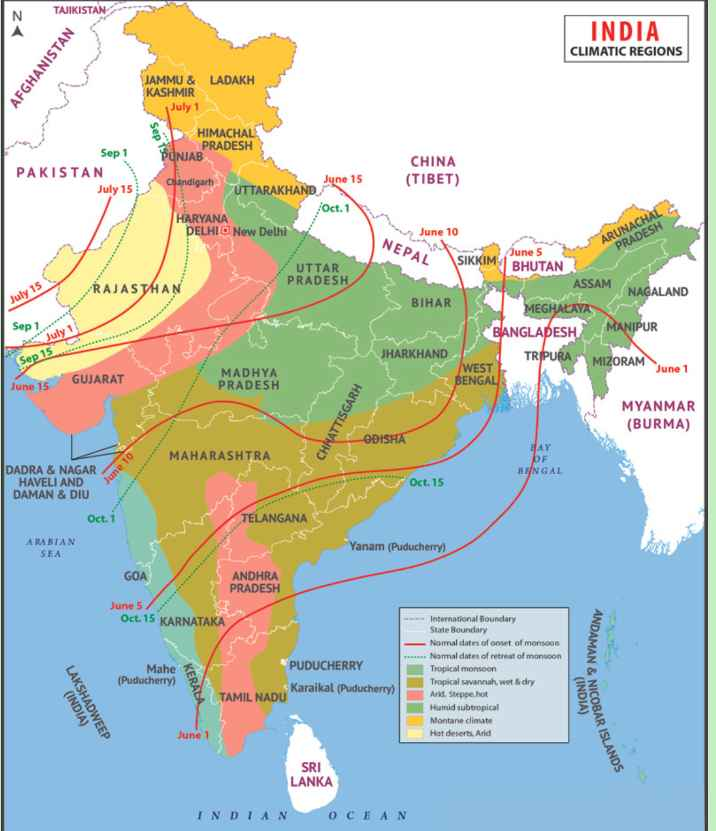 TAJIKISTAN
N
INDIA
CLIMATIC REGIONS
AFGHANISTAN
JAMMU &
KASHMIR
LADAKH
July 1
Sep 15
HIMACHAL
PRADESH
Sep 1
PUNJAB
PAKISTAN
CHINA
(TIBET)
Chandigarh
July 15
UTTARAKHAND
June 15
Oct. 1
HARYANA
DELHI
New Delhi
NEPAL
June 10
SIKKIM
June 5
BHUTAN
ARUNACHAL
PRADESH
July 15
RAJASTHAN
UTTAR
PRADESH
ASSAM
NAGALAND
BIHAR
MEGHALAYA
Sep 1
July 1
BANGLADESH
MANIPUR
Sep 15
JHARKHAND
TRIPURA
MIZORAM
June 1
June 15
GUJARAT
MADHYA
PRADESH
WEST
BENGAL
CHHATTISGARH
MYANMAR
(BURMA)
ODISHA
BAY
OF
BENGAL
MAHARASHTRA
DADRA & NAGAR
HAVELI AND
DAMAN & DIU
June 10
Oct. 15
Oct. 1
TELANGANA
ARABIAN
SEA
Yanam (Puducherry)
GOA
ANDHRA
PRADESH
June 5
Oct. 15
KARNATAKA
International Boundary
State Boundary
Normal dates of onset of monsoon
Normal dates of retreat of monsoon
Tropical monsoon
Tropical savannah, wet & dry
Arid, Steppe,hot
Humid subtropical
Montane climate
Hot deserts, Arid
ANDAMAN & NICOBAR ISLANDS
(INDIA)
Mahe
(Puducherry)
KERALA
PUDUCHERRY
Karaikal (Puducherry)
TAMIL NADU
LAKSHADWEEP
(INDIA)
June 1
SRI
LANKA
INDIAN OCEAN